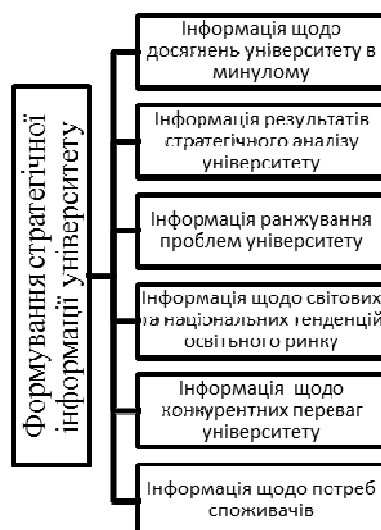 Формування стратегічної
інформації університету
Інформація щодо
досягнень університету в
минулому
Інформація результатів
стратегічного аналізу
університету
Інформація ранжування
проблем університету
Інформація щодо світових
та національних тенденцій
освітнього ринку
Інформація щодо
конкурентних переваг
університету
Інформація щодо потреб
споживачів